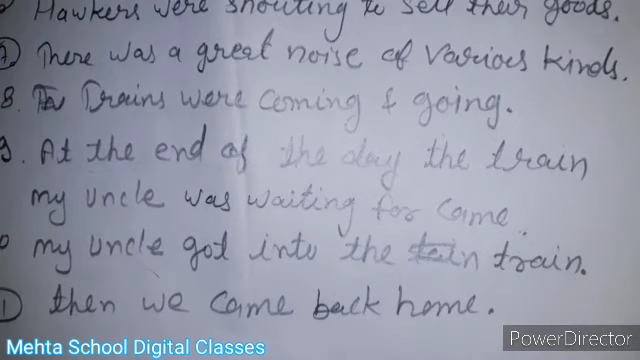 Hawkers were shouting to sell their goods.
7 There was a great noise of various kinds.
8. Trains were coming & going.
9. At the end of the day the train
my uncle was waiting for came.
my uncle got into the train.
then we came back home.
Mehta School Digital Classes
PowerDirector